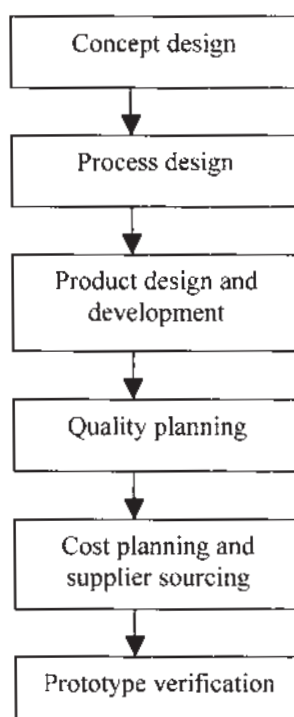 Concept design
Process design
Product design and
development
Quality planning
Cost planning and
supplier sourcing
Prototype verification